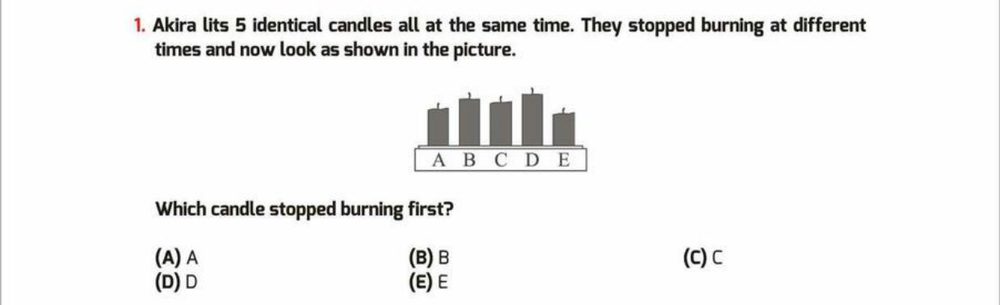 1. Akira lits 5 identical candles all at the same time. They stopped burning at different
times and now look as shown in the picture.
A B C D E
Which candle stopped burning first?
(A) A (B) B (C) C
(D) D (E) E